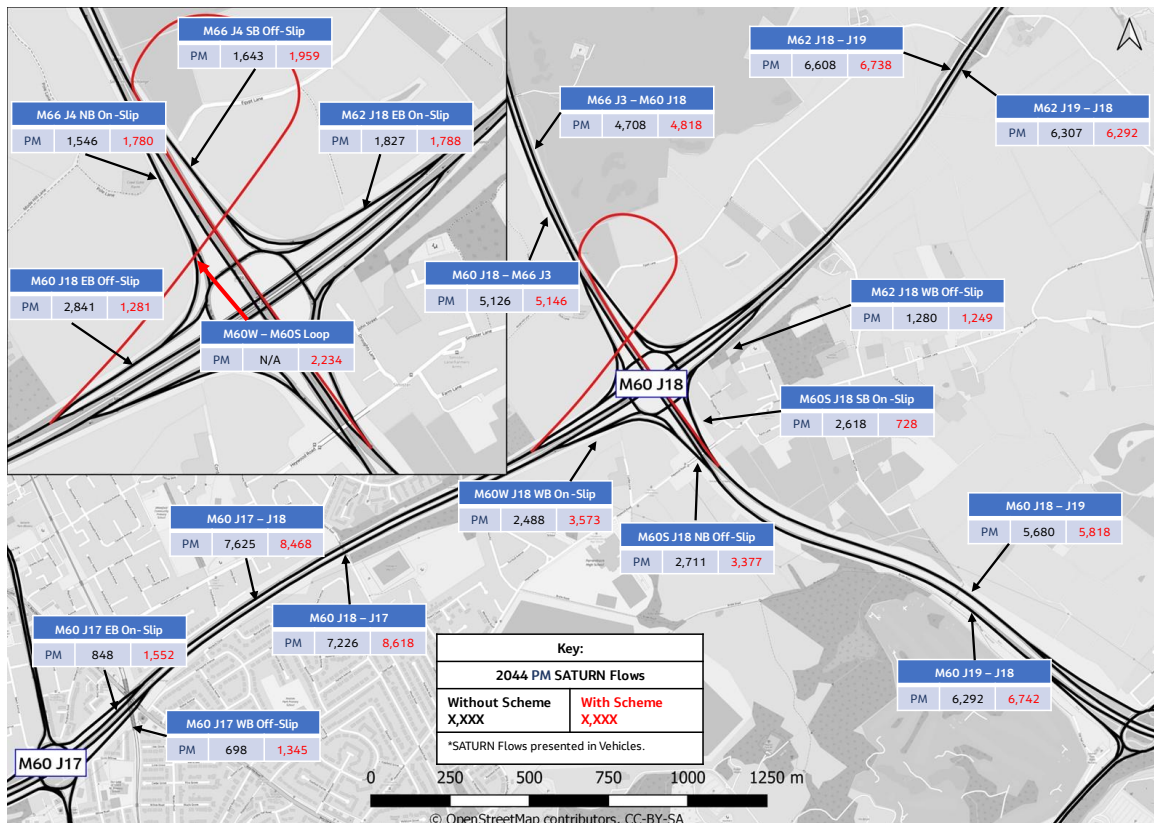 M66 J4 SB Off-Slip
PM 1,643 1,959
M66 J4 NB On-Slip
PM 1,546 1,780
M62 J18 EB On-Slip
PM 1,827 1,788
M60 J18 EB Off-Slip
PM 2,841 1,281
M60W – M60S Loop
PM N/A 2,234
M62 J18 – J19
PM 6,608 6,738
M66 J3 – M60 J18
PM 4,708 4,818
M62 J19 – J18
PM 6,307 6,292
M60 J18 – M66 J3
PM 5,126 5,146
M62 J18 WB Off-Slip
PM 1,280 1,249
M60 J18
M60S J18 SB On-Slip
PM 2,618 728
M60W J18 WB On-Slip
PM 2,488 3,573
M60S J18 NB Off-Slip
PM 2,711 3,377
M60 J18 – J19
PM 5,680 5,818
M60 J17 – J18
PM 7,625 8,468
M60 J18 – J17
PM 7,226 8,618
M60 J17 EB On-Slip
PM 848 1,552
M60 J19 – J18
PM 6,292 6,742
M60 J17 WB Off-Slip
PM 698 1,345
M60 J17
Key:
2044 PM SATURN Flows
Without Scheme With Scheme
X,XXX X,XXX
*SATURN Flows presented in Vehicles.
0 250 500 750 1000 1250 m
© OpenStreetMap contributors, CC-BY-SA